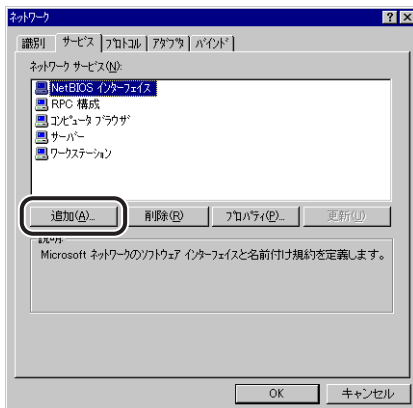 ネットワーク
識別 サービス プロトコル アダプタ バインド
ネットワーク サービス(N):
NetBIOS インターフェイス
RPC 構成
コンピュータ ブラウザ
サーバー
ワークステーション
追加(A)... 削除(R) プロパティ(P)... 更新(U)
説明:
Microsoft ネットワークのソフトウェア インターフェイスと名前付け規約を定義します。
OK キャンセル